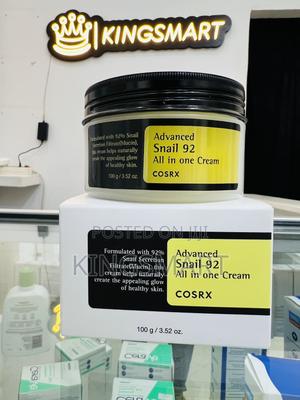 KINGSMART
Formulated with 92% Snail
Secretion Filtrate(Mucin),
this cream helps naturally
create the appealing glow
of healthy skin.
100 g / 3.52 oz.
Advanced
Snail 92
All in one Cream
COSRX
POSTED ON JIJI
KINGSMART
Formulated with 92%
Snail Secretion
Filtrate(Mucin), this
cream helps naturally
create the appealing glow
of healthy skin.
Advanced
Snail 92
All in one Cream
COSRX
100 g / 3.52 oz.